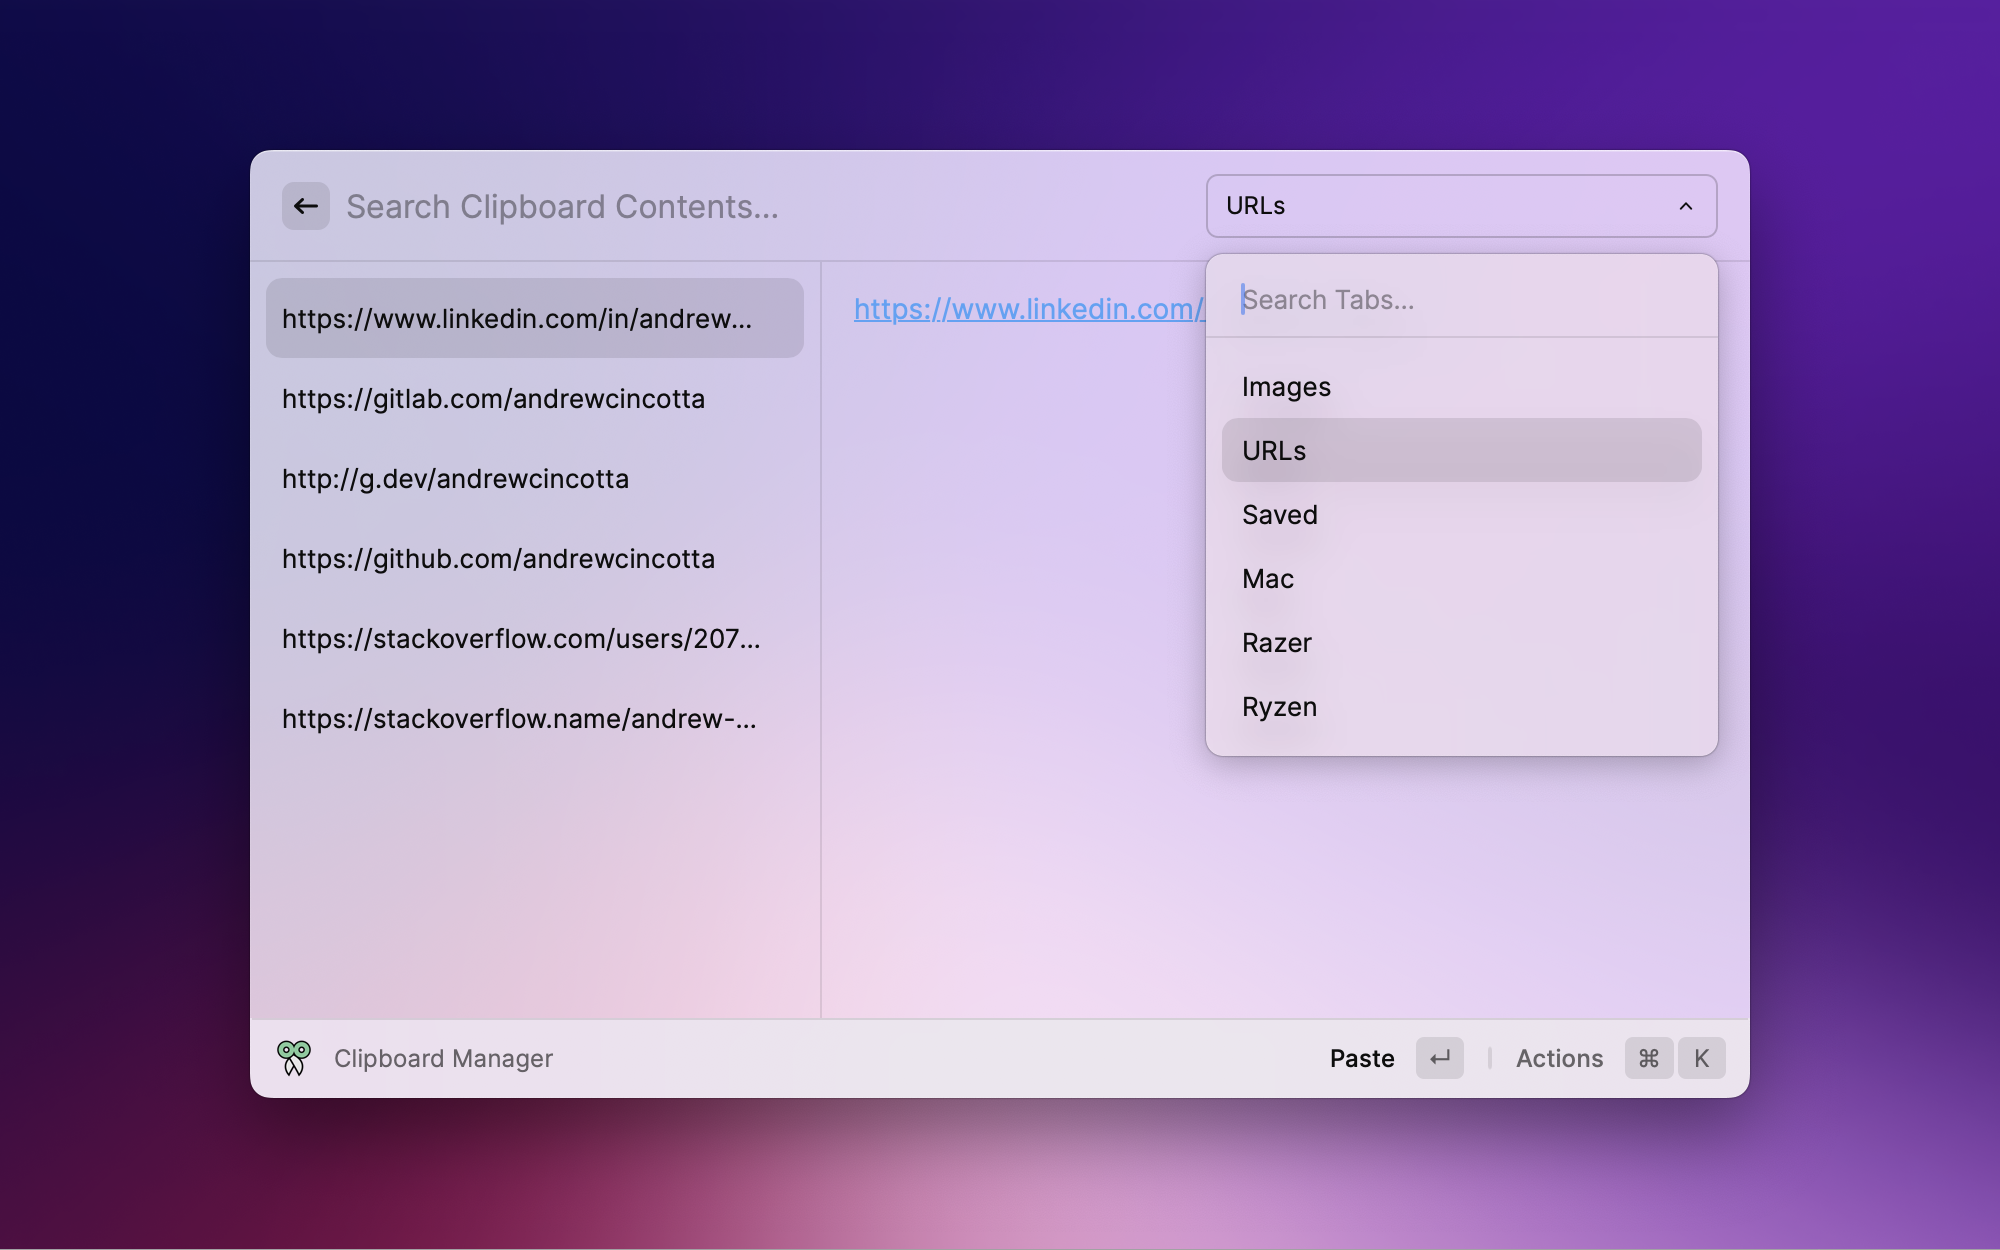 Search Clipboard Contents...
URLs
https://www.linkedin.com/in/andrew...
https://gitlab.com/andrewcincotta
http://g.dev/andrewcincotta
https://github.com/andrewcincotta
https://stackoverflow.com/users/207...
https://stackoverflow.name/andrew-...
https://www.linkedin.com/
Search Tabs...
Images
URLs
Saved
Mac
Razer
Ryzen
Clipboard Manager
Paste ↵
Actions ⌘ K